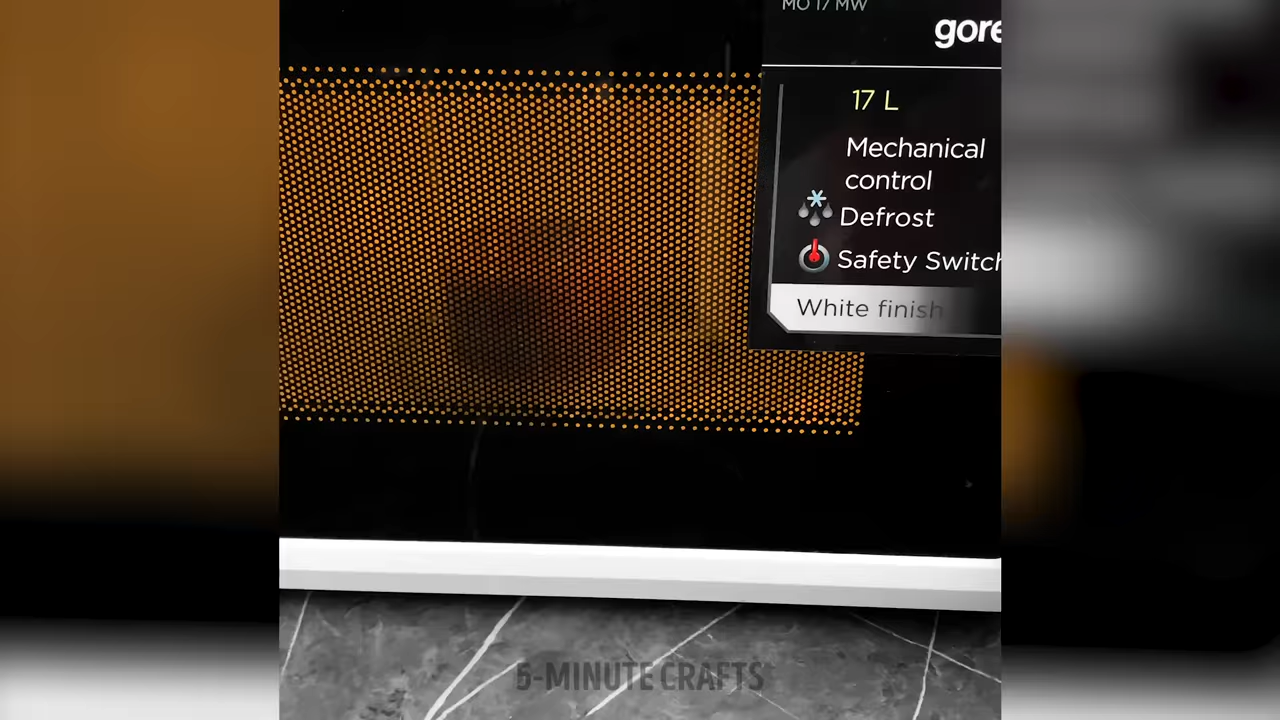 MO 17 MW
gore
17 L
Mechanical
control
Defrost
Safety Switch
White finish
5-MINUTE CRAFTS